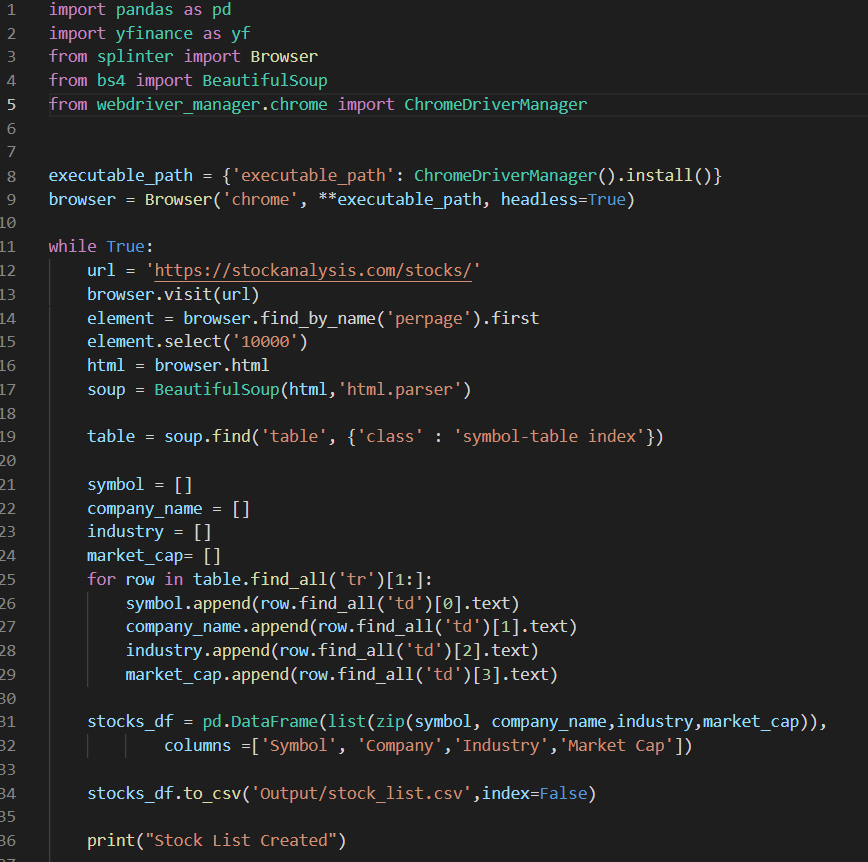 1 import pandas as pd
2 import yfinance as yf
3 from splinter import Browser
4 from bs4 import BeautifulSoup
5 from webdriver_manager.chrome import ChromeDriverManager
6
7
8 executable_path = {'executable_path': ChromeDriverManager().install()}
9 browser = Browser('chrome', **executable_path, headless=True)
10
11 while True:
12     url = 'https://stockanalysis.com/stocks/'
13     browser.visit(url)
14     element = browser.find_by_name('perpage').first
15     element.select('10000')
16     html = browser.html
17     soup = BeautifulSoup(html,'html.parser')
18
19     table = soup.find('table', {'class' : 'symbol-table index'})
20
21     symbol = []
22     company_name = []
23     industry = []
24     market_cap= []
25     for row in table.find_all('tr')[1:]:
26         symbol.append(row.find_all('td')[0].text)
27         company_name.append(row.find_all('td')[1].text)
28         industry.append(row.find_all('td')[2].text)
29         market_cap.append(row.find_all('td')[3].text)
30
31     stocks_df = pd.DataFrame(list(zip(symbol, company_name,industry,market_cap)),
32             columns =['Symbol', 'Company','Industry','Market Cap'])
33
34     stocks_df.to_csv('Output/stock_list.csv',index=False)
35
36     print("Stock List Created")